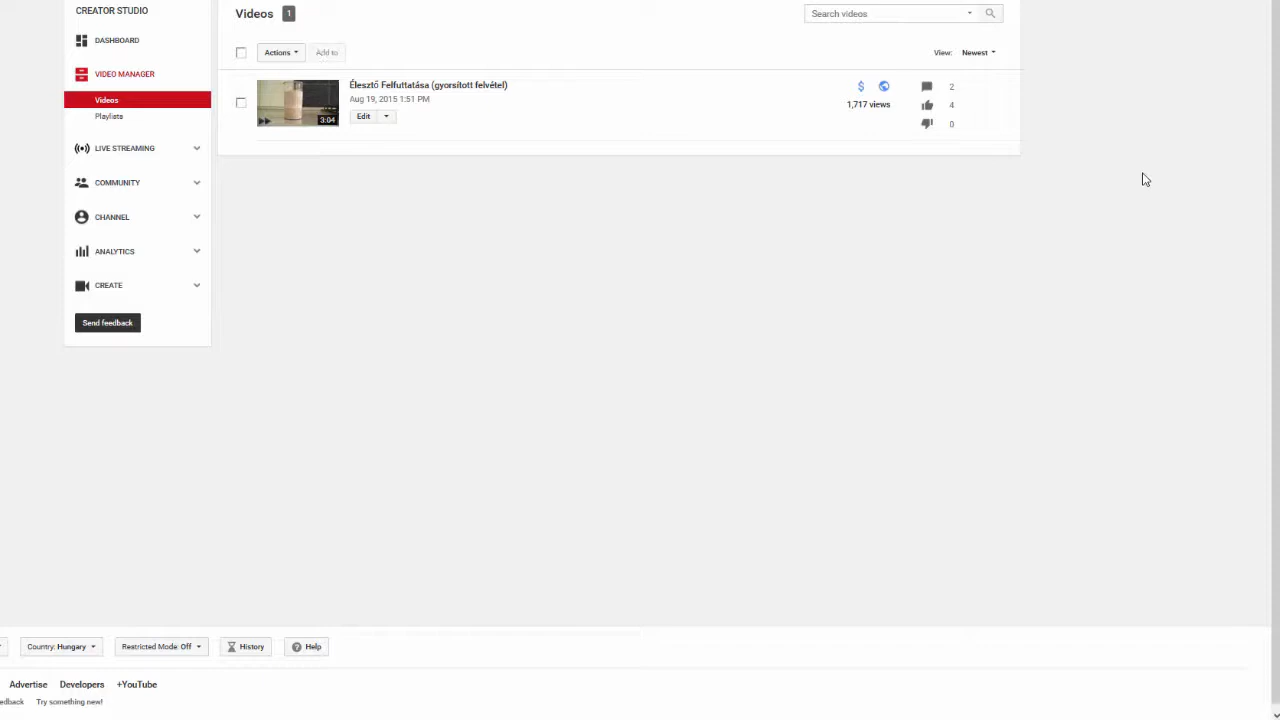 CREATOR STUDIO
DASHBOARD
VIDEO MANAGER
Videos
Playlists
LIVE STREAMING
COMMUNITY
CHANNEL
ANALYTICS
CREATE
Send feedback
Videos 1
Search videos
Actions Add to
View: Newest
Élesztő Felfuttatása (gyorsított felvétel)
Aug 19, 2015 1:51 PM
3:04
Edit
1,717 views
2
4
0
Country: Hungary Restricted Mode: Off History Help
Advertise Developers +YouTube
edback Try something new!